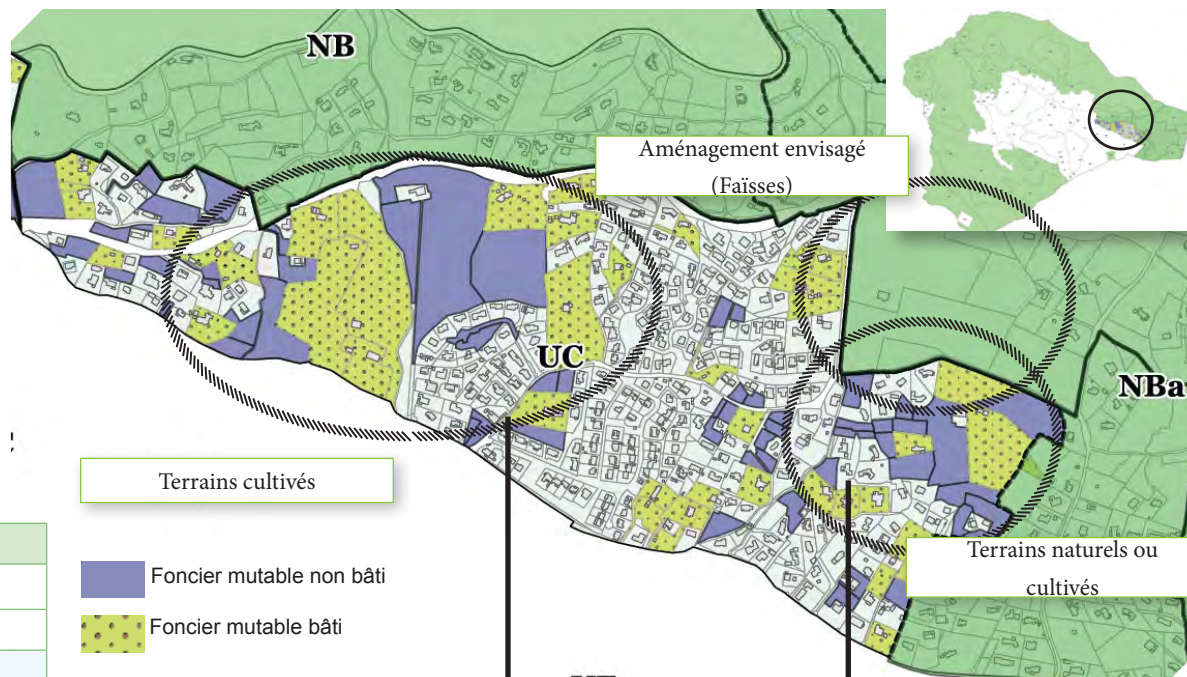 NB
Aménagement envisagé
(Faïsses)
UC
NBa
Terrains cultivés
Terrains naturels ou
cultivés
Foncier mutable non bâti
Foncier mutable bâti